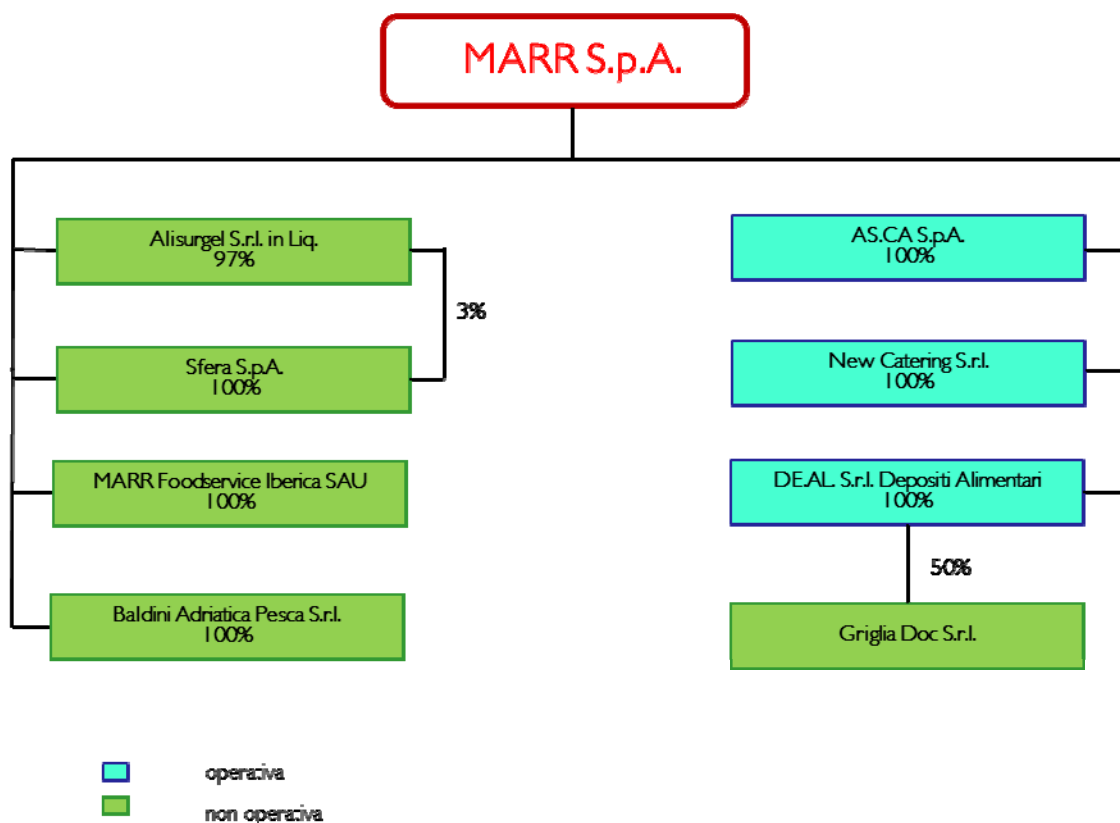 MARR S.p.A.
Alisurgel S.r.l. in Liq.
97%
3%
Sfera S.p.A.
100%
MARR Foodservice Iberica SAU
100%
Baldini Adriatica Pesca S.r.l.
100%
AS.CA S.p.A.
100%
New Catering S.r.l.
100%
DE.AL. S.r.l. Depositi Alimentari
100%
50%
Griglia Doc S.r.l.
operativa
non operativa